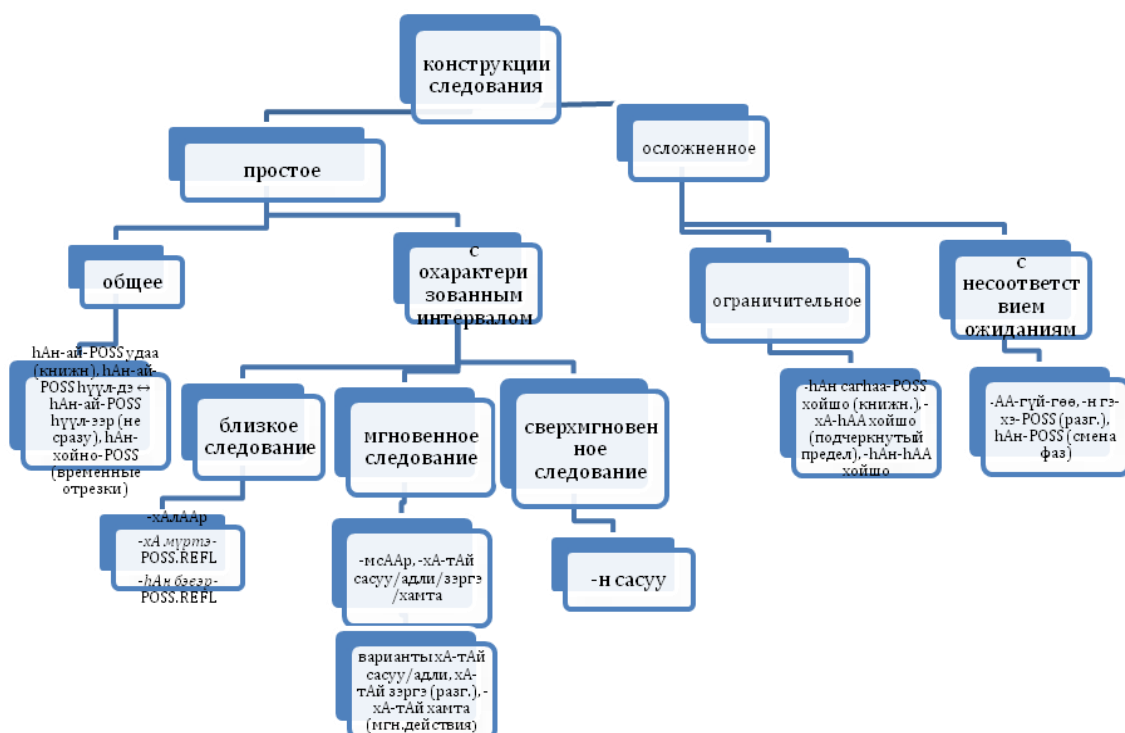 конструкции
следования
простое
осложненное
общее
с
охарактери
зованным
интервалом
ограничительное
с
несоответст
вием
ожиданиям
hАн-ай-POSS удаа
(книжн), hАн-ай-
POSS hүүл-дэ ↔
hАн-ай-POSS
hүүл-ээр (не
сразу), hАн-
хойно-POSS
(временные
отрезки)
близкое
следование
мгновенное
следование
сверхмгновен
ное
следование
-hАн сагhаа-POSS
хойшо (книжн.), -
хА-hАА хойшо
(подчеркнутый
предел), -hАн-hАА
хойшо
-АА-гүй-гөө, -н гэ-
хэ-POSS (разг.),
hАн-POSS (смена
фаз)
-хАлААр
-хА мүртэ-
POSS.REFL
-hАн бэеэр-
POSS.REFL
-мсААр, -хА-тАй
сасуу/адли/зэргэ
/хамта
-н сасуу
варианты хА-тАй
сасуу/адли, хА-
тАй зэргэ (разг.), -
хА-тАй хамта
(мгн.действия)